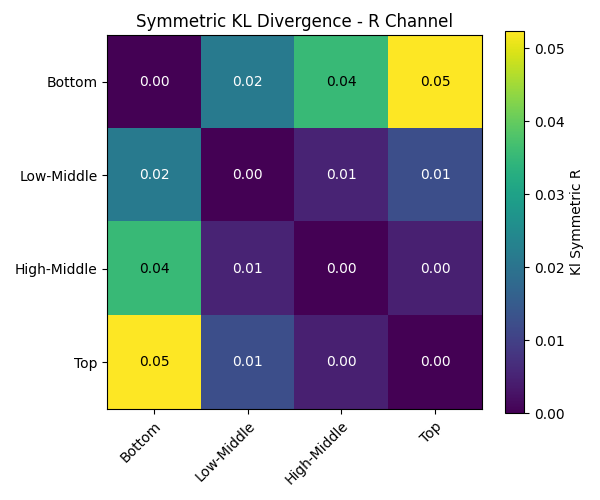 Symmetric KL Divergence - R Channel
Bottom 0.00 0.02 0.04 0.05
Low-Middle 0.02 0.00 0.01 0.01
High-Middle 0.04 0.01 0.00 0.00
Top 0.05 0.01 0.00 0.00
Bottom Low-Middle High-Middle Top
0.05
0.04
0.03
0.02
0.01
0.00
Kl Symmetric R